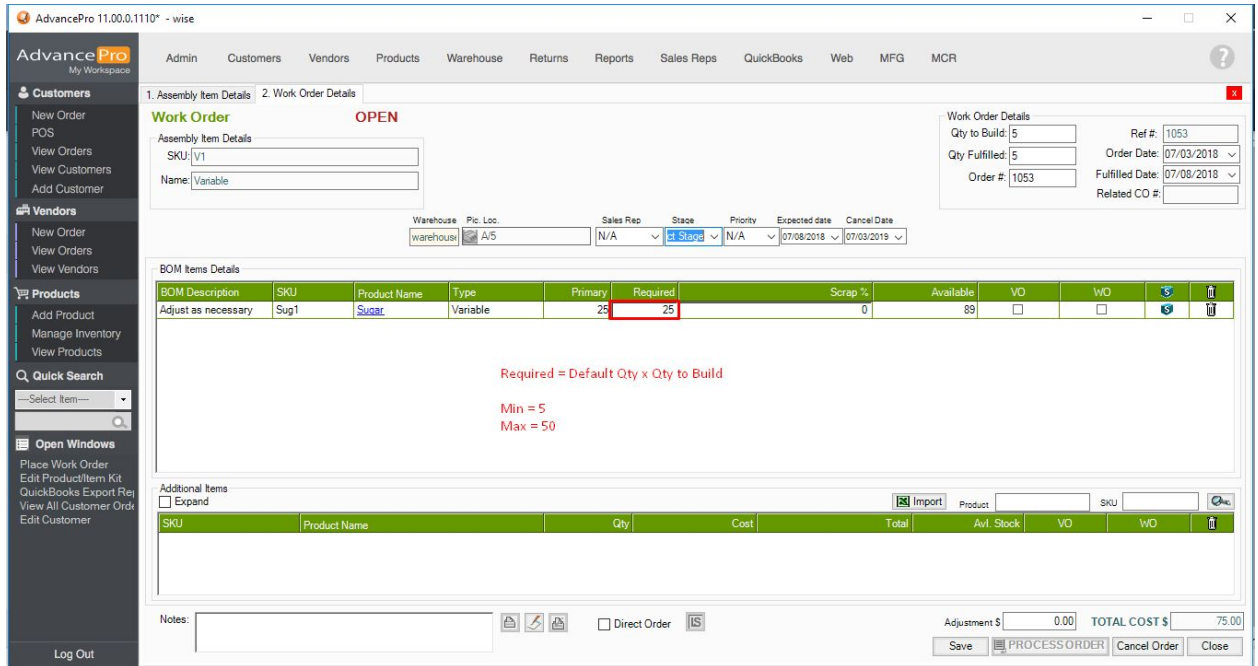 AdvancePro 11.00.0.1110* - wise
AdvancePro
My Workspace
Admin Customers Vendors Products Warehouse Returns Reports Sales Reps QuickBooks Web MFG MCR
?
Customers
New Order
POS
View Orders
View Customers
Add Customer
Vendors
New Order
View Orders
View Vendors
Products
Add Product
Manage Inventory
View Products
Quick Search
---Select Item---
Open Windows
Place Work Order
Edit Product/Item Kit
QuickBooks Export Rep
View All Customer Orde
Edit Customer
Log Out
1. Assembly Item Details 2. Work Order Details x
Work Order OPEN
Assembly Item Details
SKU: V1
Name: Variable
Work Order Details
Qty to Build: 5 Ref #: 1053
Qty Fulfilled: 5 Order Date: 07/03/2018
Order #: 1053 Fulfilled Date: 07/08/2018
Related CO #:
Warehouse Pic. Loc. Sales Rep Stage Priority Expected date Cancel Date
warehouse A/5 N/A ct Stage N/A 07/08/2018 07/03/2019
BOM Items Details
BOM Description SKU Product Name Type Primary Required Scrap % Available VO WO S
Adjust as necessary Sug1 Sugar Variable 25 25 0 89 S
Required = Default Qty x Qty to Build
Min = 5
Max = 50
Additional Items
Expand Import Product SKU
SKU Product Name Qty Cost Total Avl. Stock VO WO
Notes: Direct Order IS Adjustment $ 0.00 TOTAL COST $ 75.00
Save PROCESS ORDER Cancel Order Close